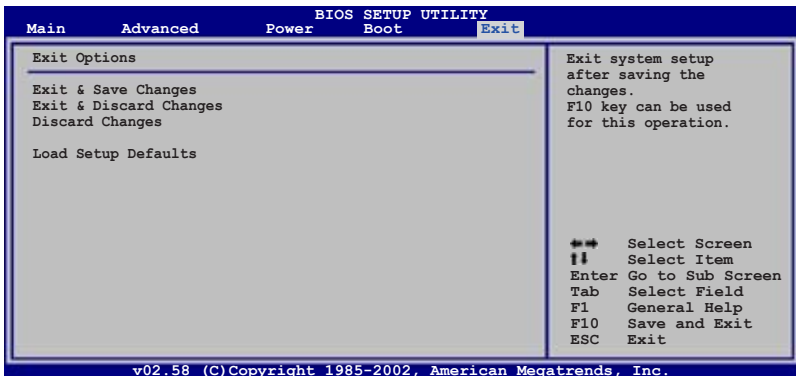 BIOS SETUP UTILITY
Main Advanced Power Boot Exit
Exit Options
Exit & Save Changes
Exit & Discard Changes
Discard Changes
Load Setup Defaults
Exit system setup
after saving the
changes.
F10 key can be used
for this operation.
←→ Select Screen
↑↓ Select Item
Enter Go to Sub Screen
Tab Select Field
F1 General Help
F10 Save and Exit
ESC Exit
v02.58 (C)Copyright 1985-2002, American Megatrends, Inc.